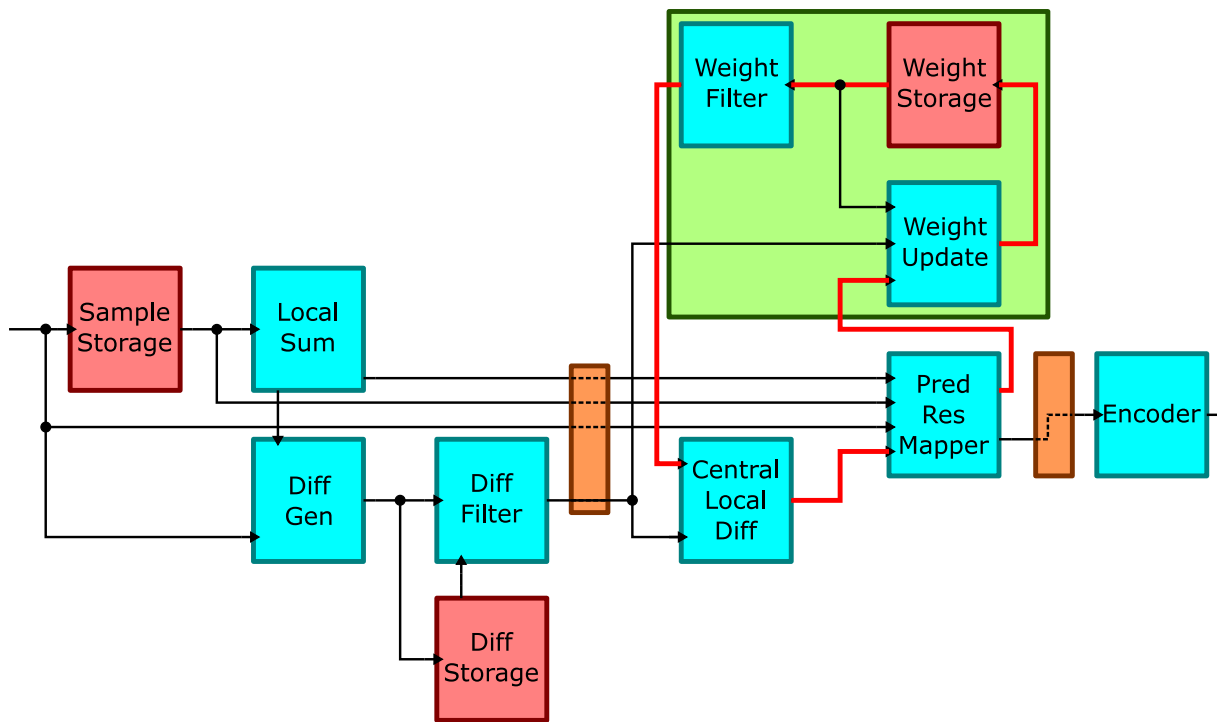 Weight
Filter
Weight
Storage
Weight
Update
Sample
Storage
Local
Sum
Pred
Res
Mapper
Encoder
Diff
Gen
Diff
Filter
Central
Local
Diff
Diff
Storage